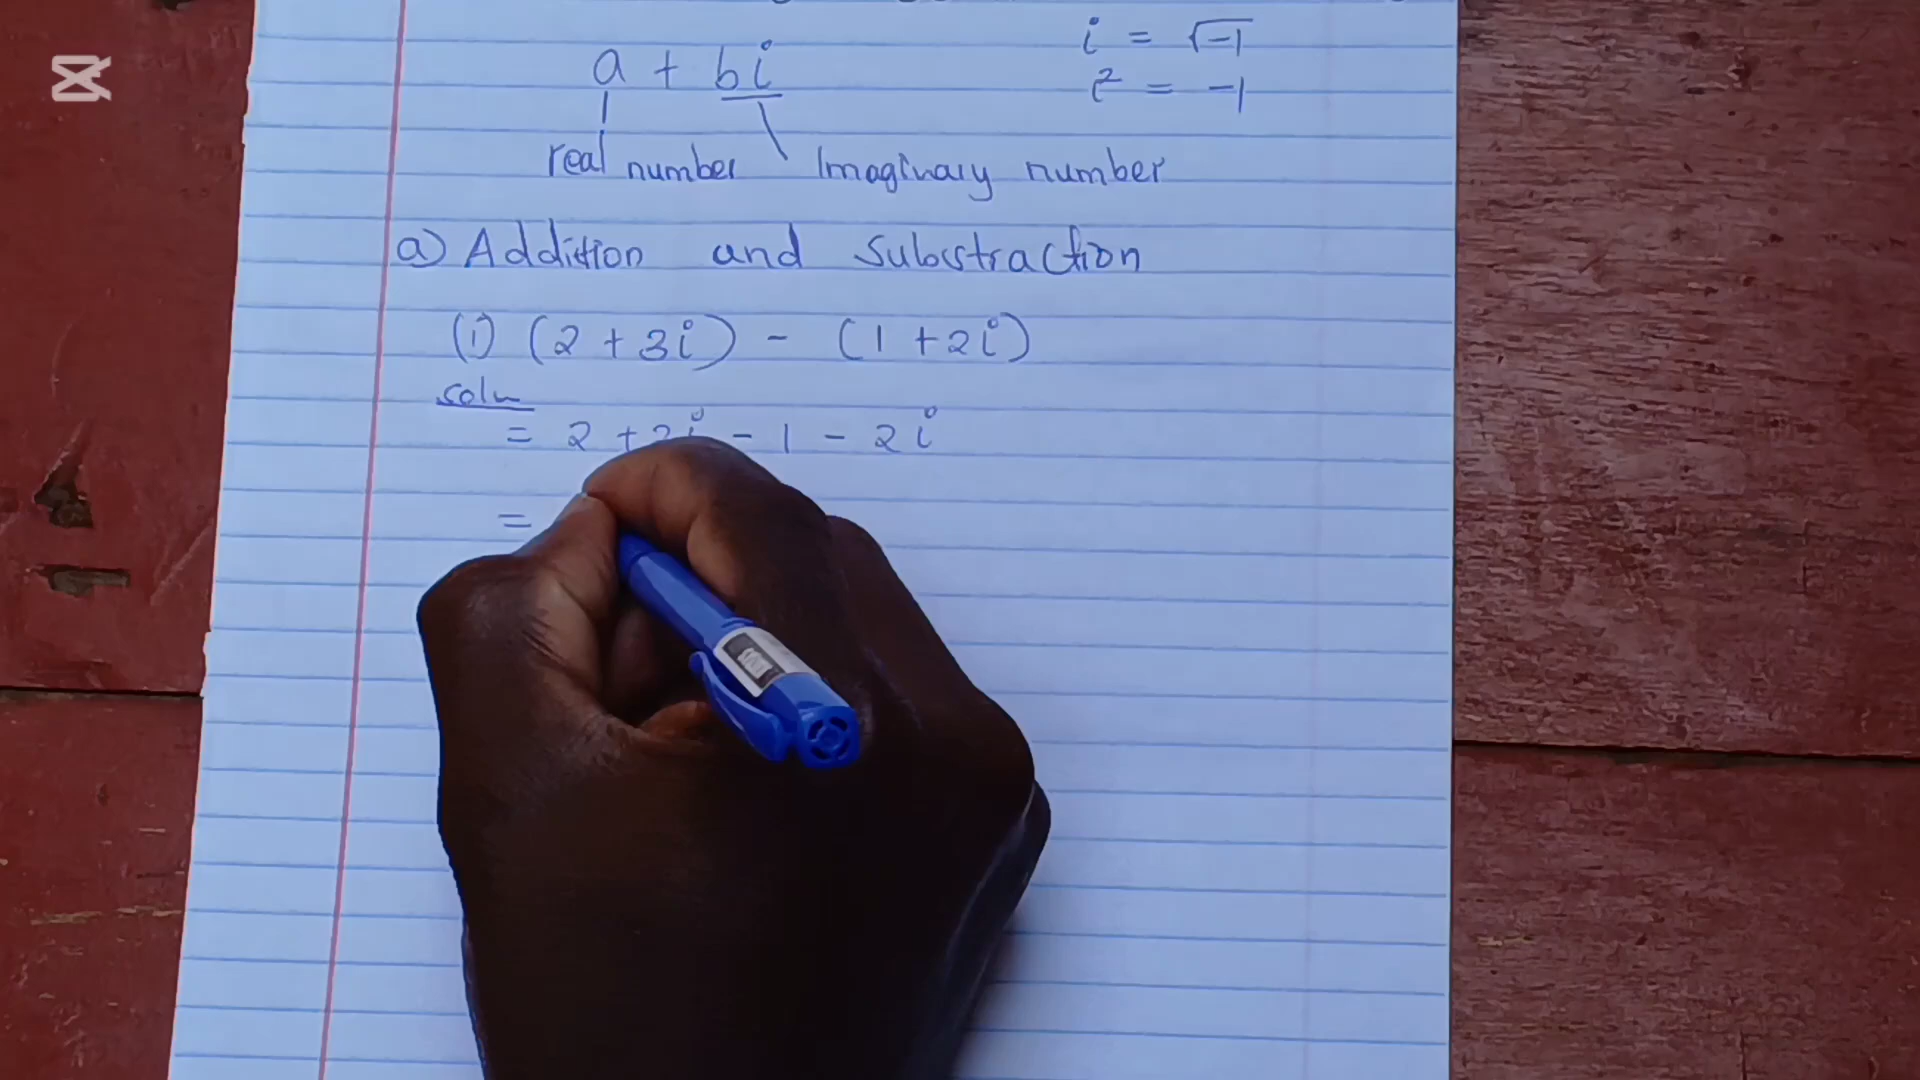 i = √-1
a + bi
i² = -1
real number Imaginary number
a) Addition and Substraction
(i) (2 + 3i) - (1 + 2i)
soln
= 2 + 3i - 1 - 2i
=